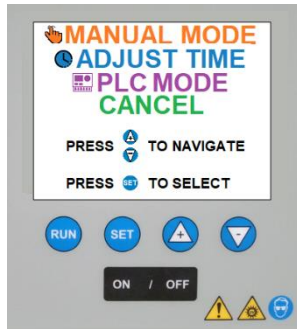 MANUAL MODE
ADJUST TIME
PLC MODE
CANCEL
PRESS + - TO NAVIGATE
PRESS SET TO SELECT
RUN SET + -
ON / OFF